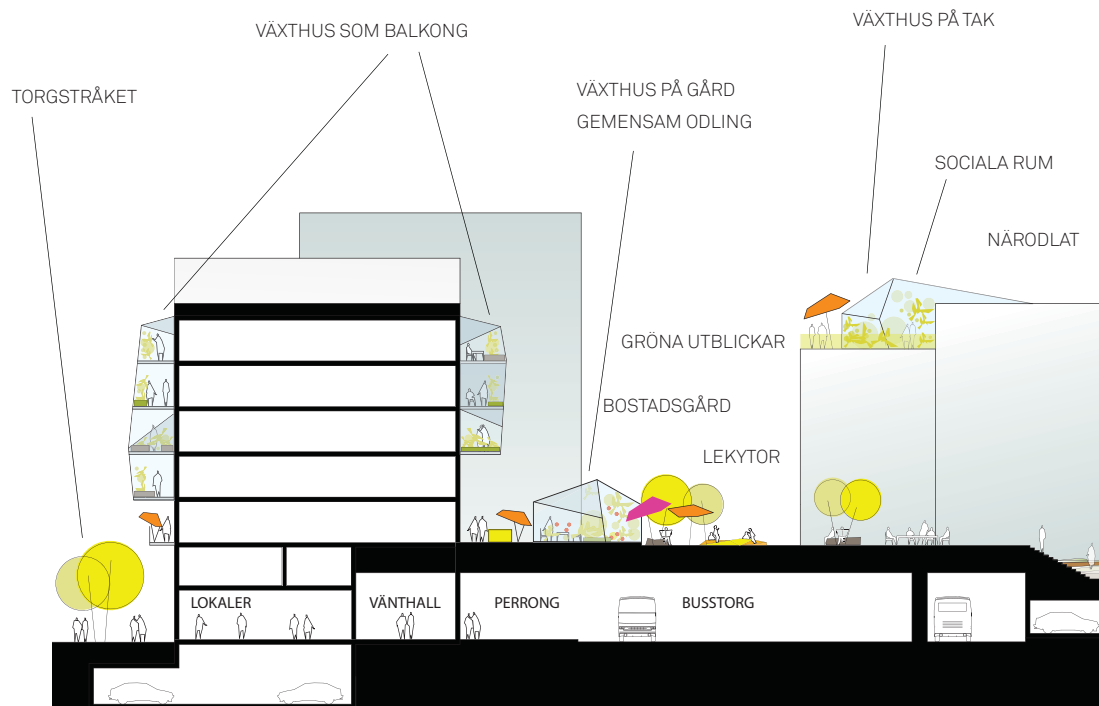 VÄXTHUS SOM BALKONG
VÄXTHUS PÅ TAK
TORGSTRÅKET
VÄXTHUS PÅ GÅRD
GEMENSAM ODLING
SOCIALA RUM
NÄRODLAT
GRÖNA UTBLICKAR
BOSTADSGÅRD
LEKYTOR
LOKALER
VÄNTHALL
PERRONG
BUSSTORG